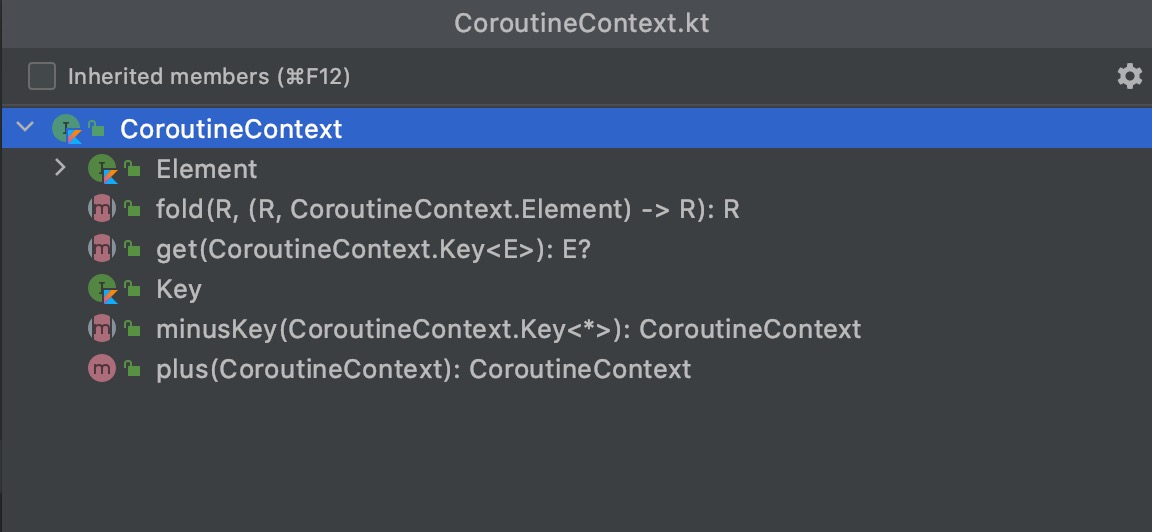 CoroutineContext.kt
Inherited members (⌘F12)
CoroutineContext
Element
fold(R, (R, CoroutineContext.Element) -> R): R
get(CoroutineContext.Key<E>): E?
Key
minusKey(CoroutineContext.Key<*>): CoroutineContext
plus(CoroutineContext): CoroutineContext